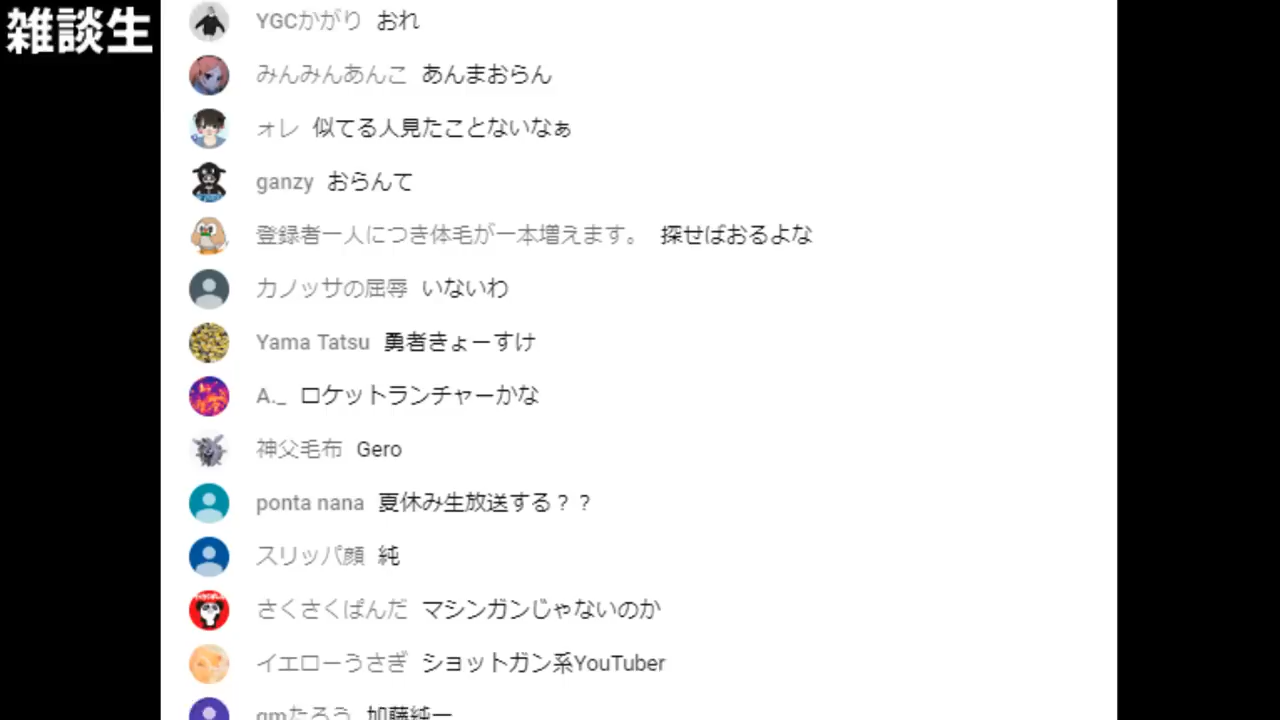 雑談生
YGCかがり おれ
みんみんあんこ あんまおらん
ォレ 似てる人見たことないなぁ
ganzy おらんて
登録者一人につき体毛が一本増えます。 探せばおるよな
カノッサの屈辱 いないわ
Yama Tatsu 勇者きょーすけ
A._ ロケットランチャーかな
神父毛布 Gero
ponta nana 夏休み生放送する？？
スリッパ顔 純
さくさくぱんだ マシンガンじゃないのか
イエローうさぎ ショットガン系YouTuber
gmたろう 加藤純一